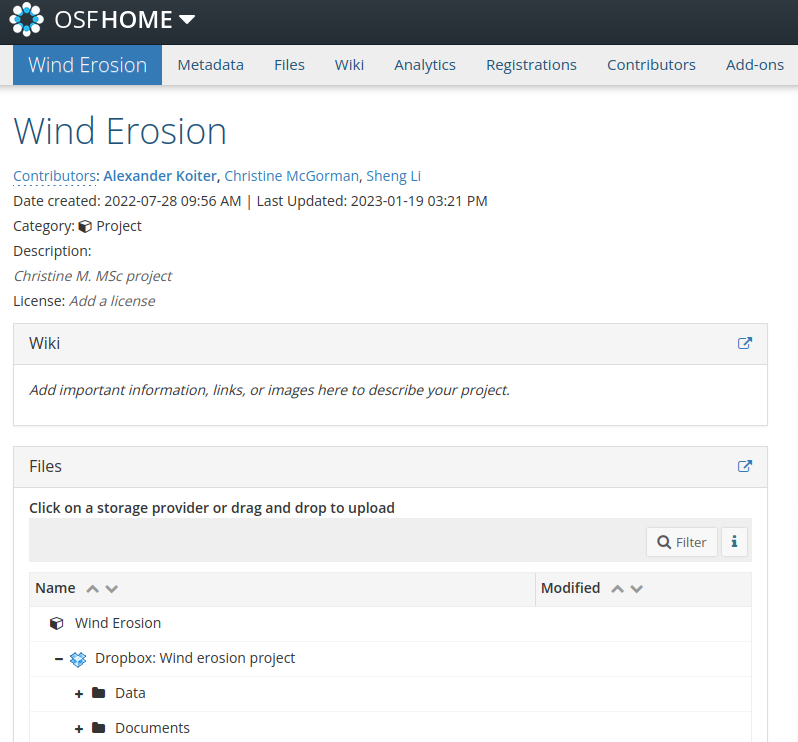 OSFHOME
Wind Erosion Metadata Files Wiki Analytics Registrations Contributors Add-ons
Wind Erosion
Contributors: Alexander Koiter, Christine McGorman, Sheng Li
Date created: 2022-07-28 09:56 AM | Last Updated: 2023-01-19 03:21 PM
Category: Project
Description:
Christine M. MSc project
License: Add a license
Wiki
Add important information, links, or images here to describe your project.
Files
Click on a storage provider or drag and drop to upload
Filter i
Name Modified
Wind Erosion
Dropbox: Wind erosion project
Data
Documents